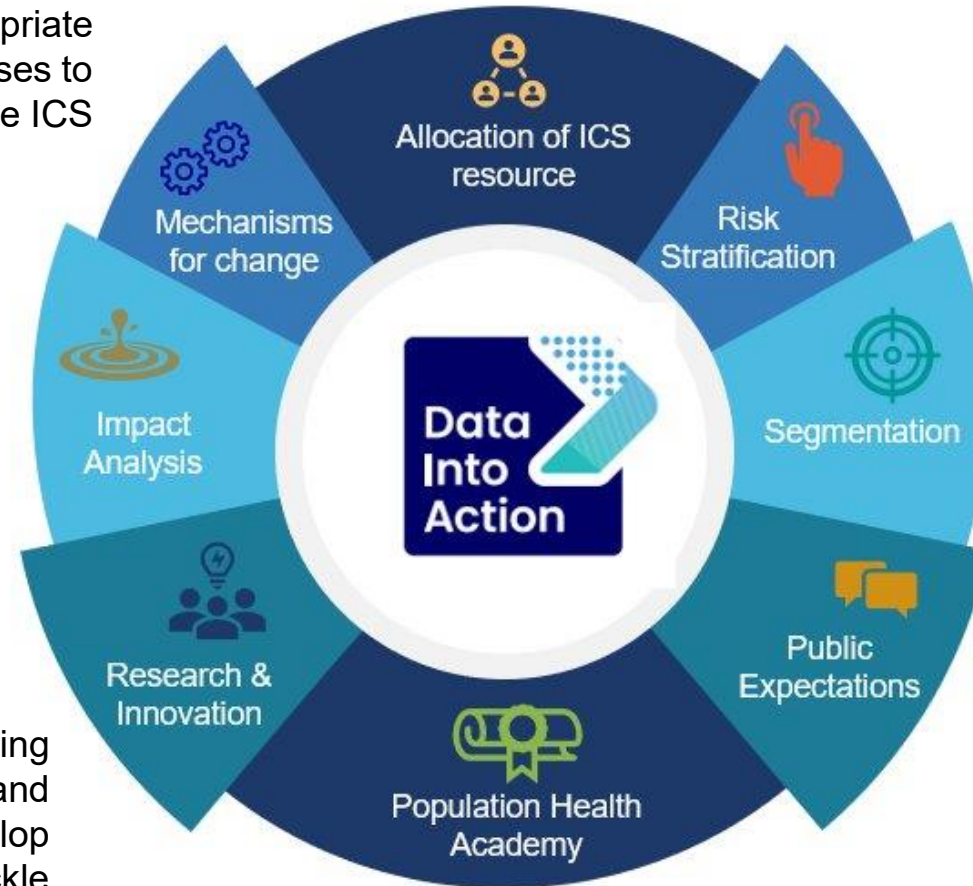 priate
ses to
e ICS
Allocation of ICS
resource
Risk
Stratification
Segmentation
Public
Expectations
Population Health
Academy
Research &
Innovation
Impact
Analysis
Mechanisms
for change
Data
Into
Action
ing
and
lop
ckle